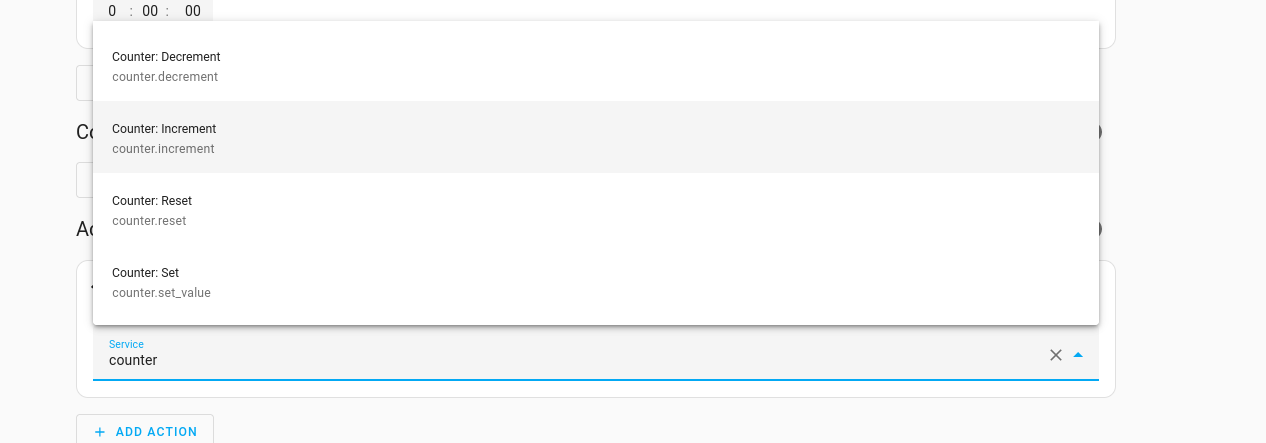 0 : 00 : 00
Counter: Decrement
counter.decrement
Counter: Increment
counter.increment
Counter: Reset
counter.reset
Counter: Set
counter.set_value
Service
counter
ADD ACTION